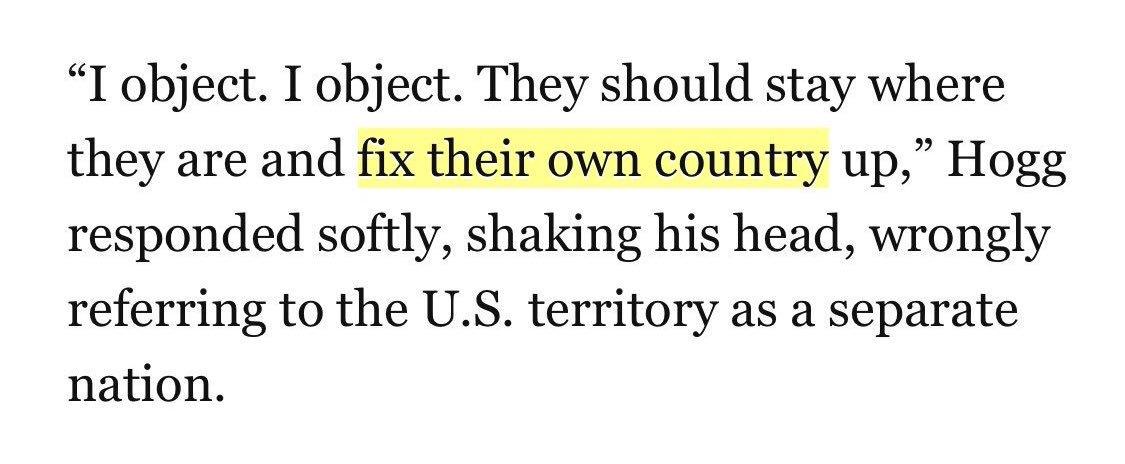 “I object. I object. They should stay where
they are and fix their own country up,” Hogg
responded softly, shaking his head, wrongly
referring to the U.S. territory as a separate
nation.